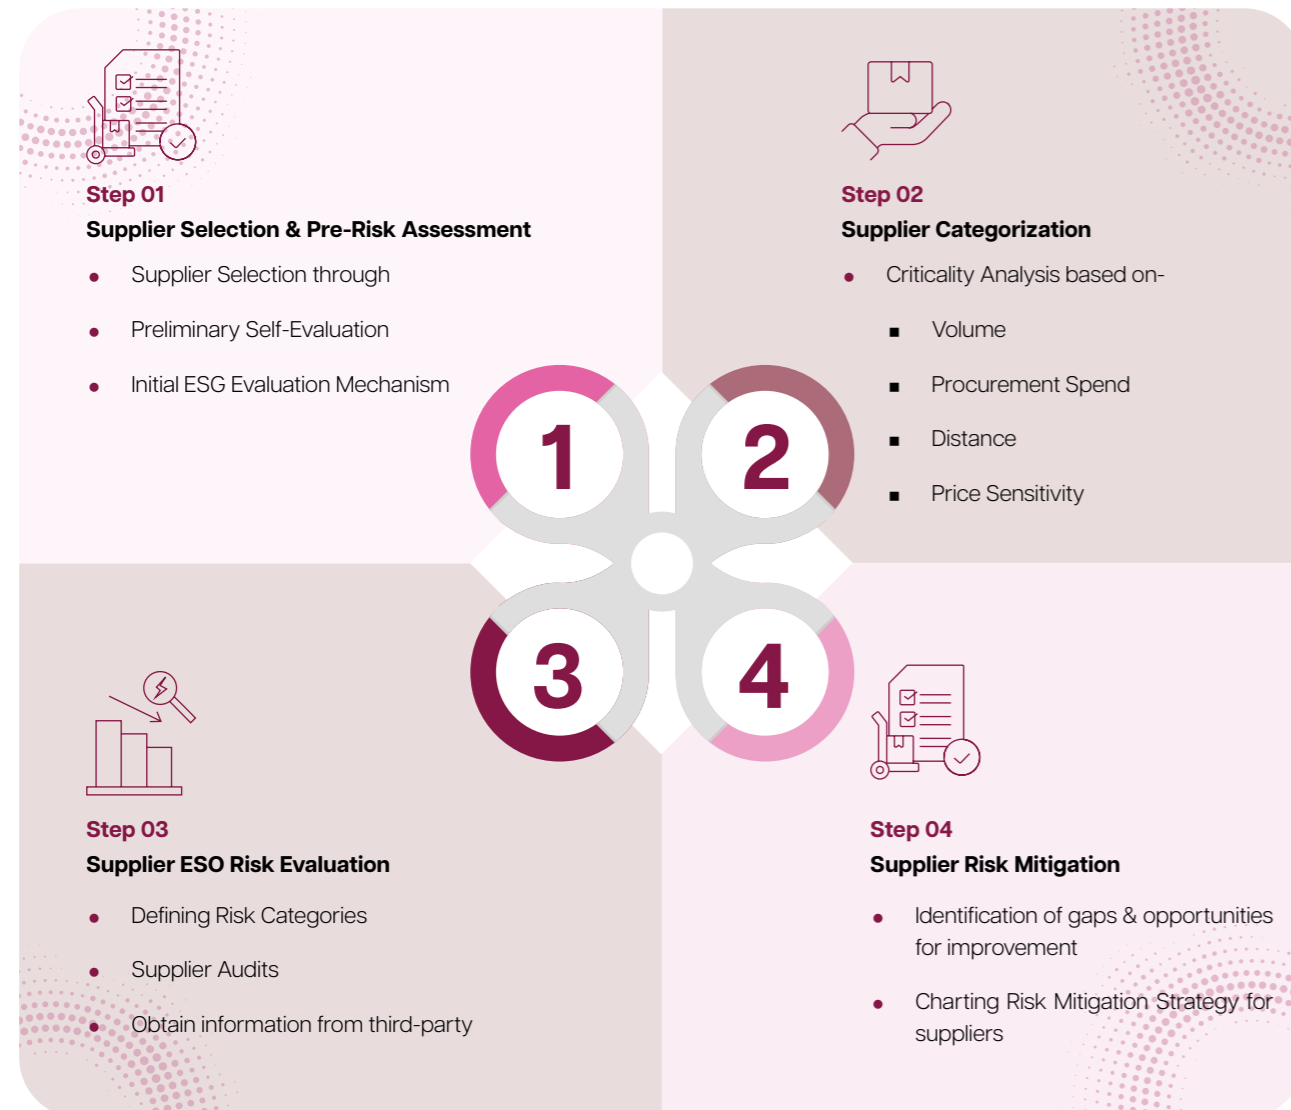 Step 01
Supplier Selection & Pre-Risk Assessment
● Supplier Selection through
● Preliminary Self-Evaluation
● Initial ESG Evaluation Mechanism
1
Step 02
Supplier Categorization
● Criticality Analysis based on-
■ Volume
■ Procurement Spend
■ Distance
■ Price Sensitivity
2
3
Step 03
Supplier ESO Risk Evaluation
● Defining Risk Categories
● Supplier Audits
● Obtain information from third-party
4
Step 04
Supplier Risk Mitigation
● Identification of gaps & opportunities
for improvement
● Charting Risk Mitigation Strategy for
suppliers